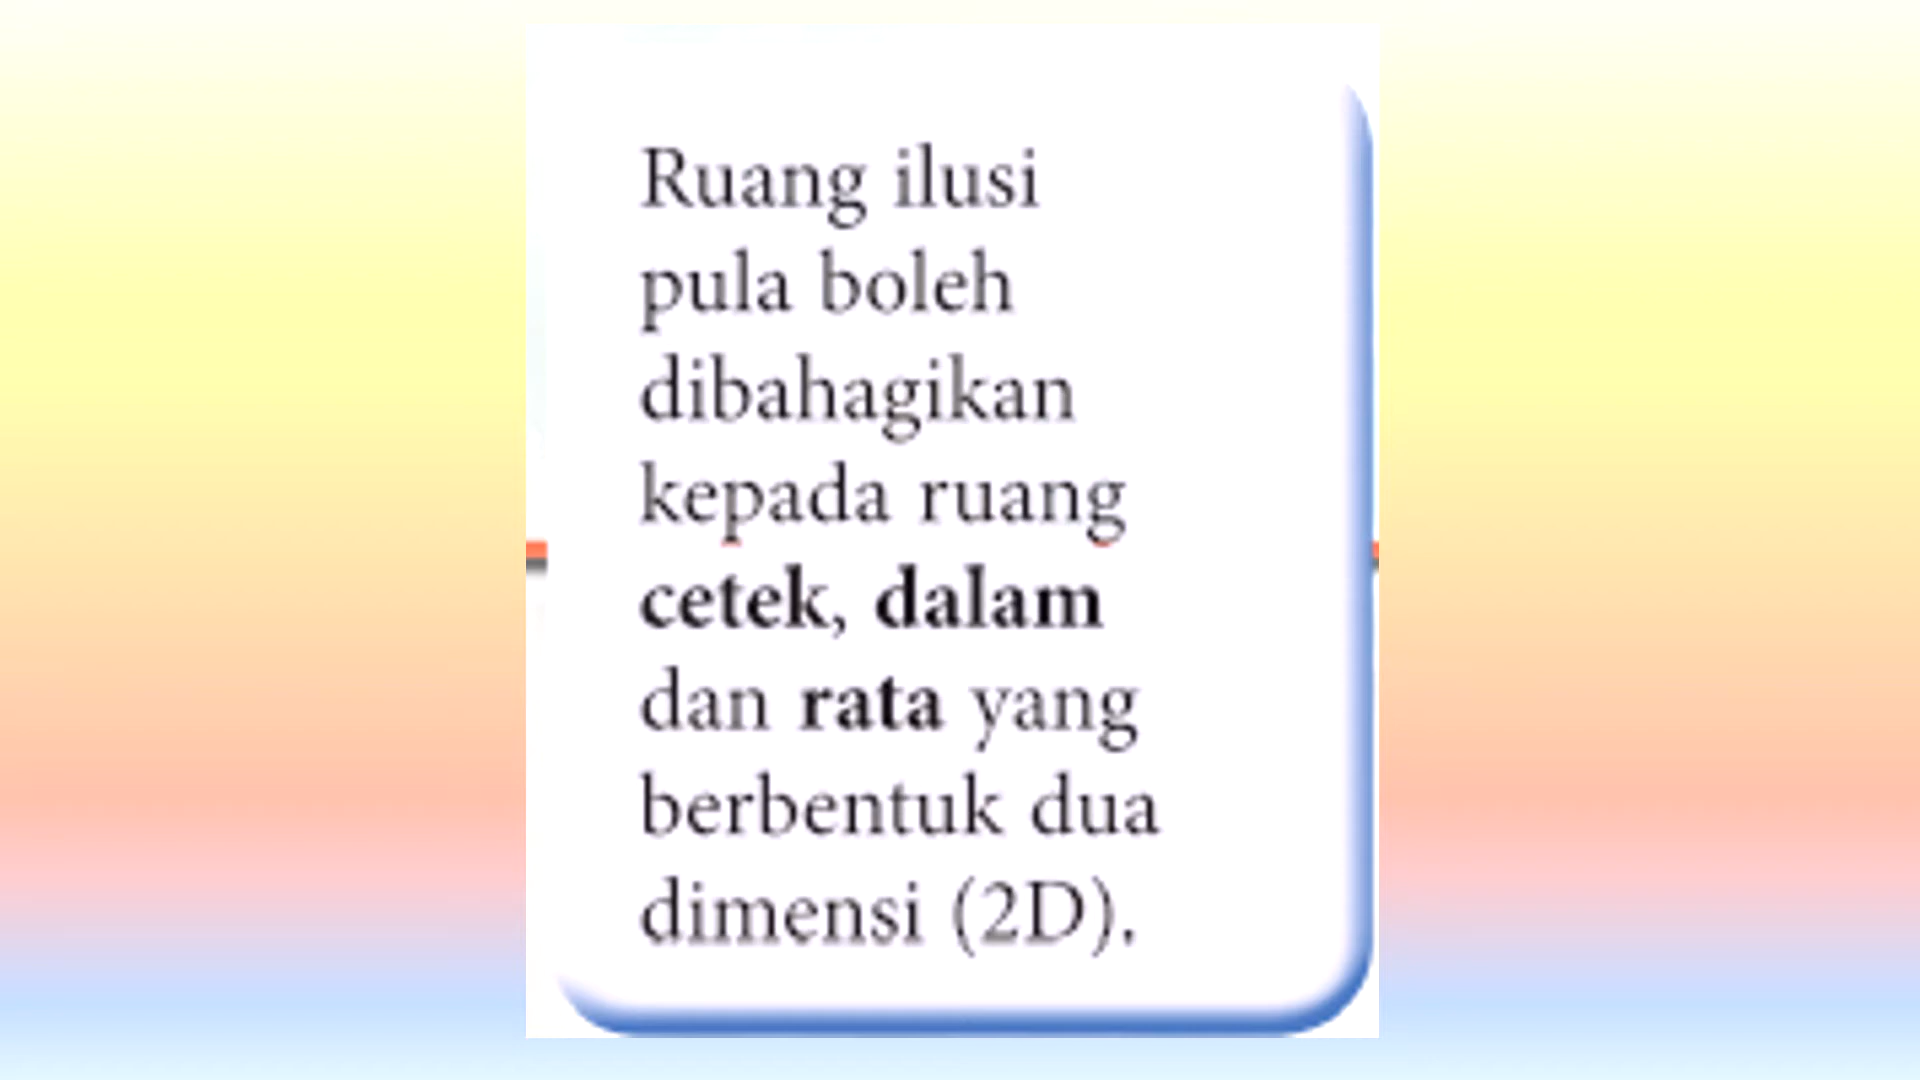 Ruang ilusi
pula boleh
dibahagikan
kepada ruang
cetek, dalam
dan rata yang
berbentuk dua
dimensi (2D).